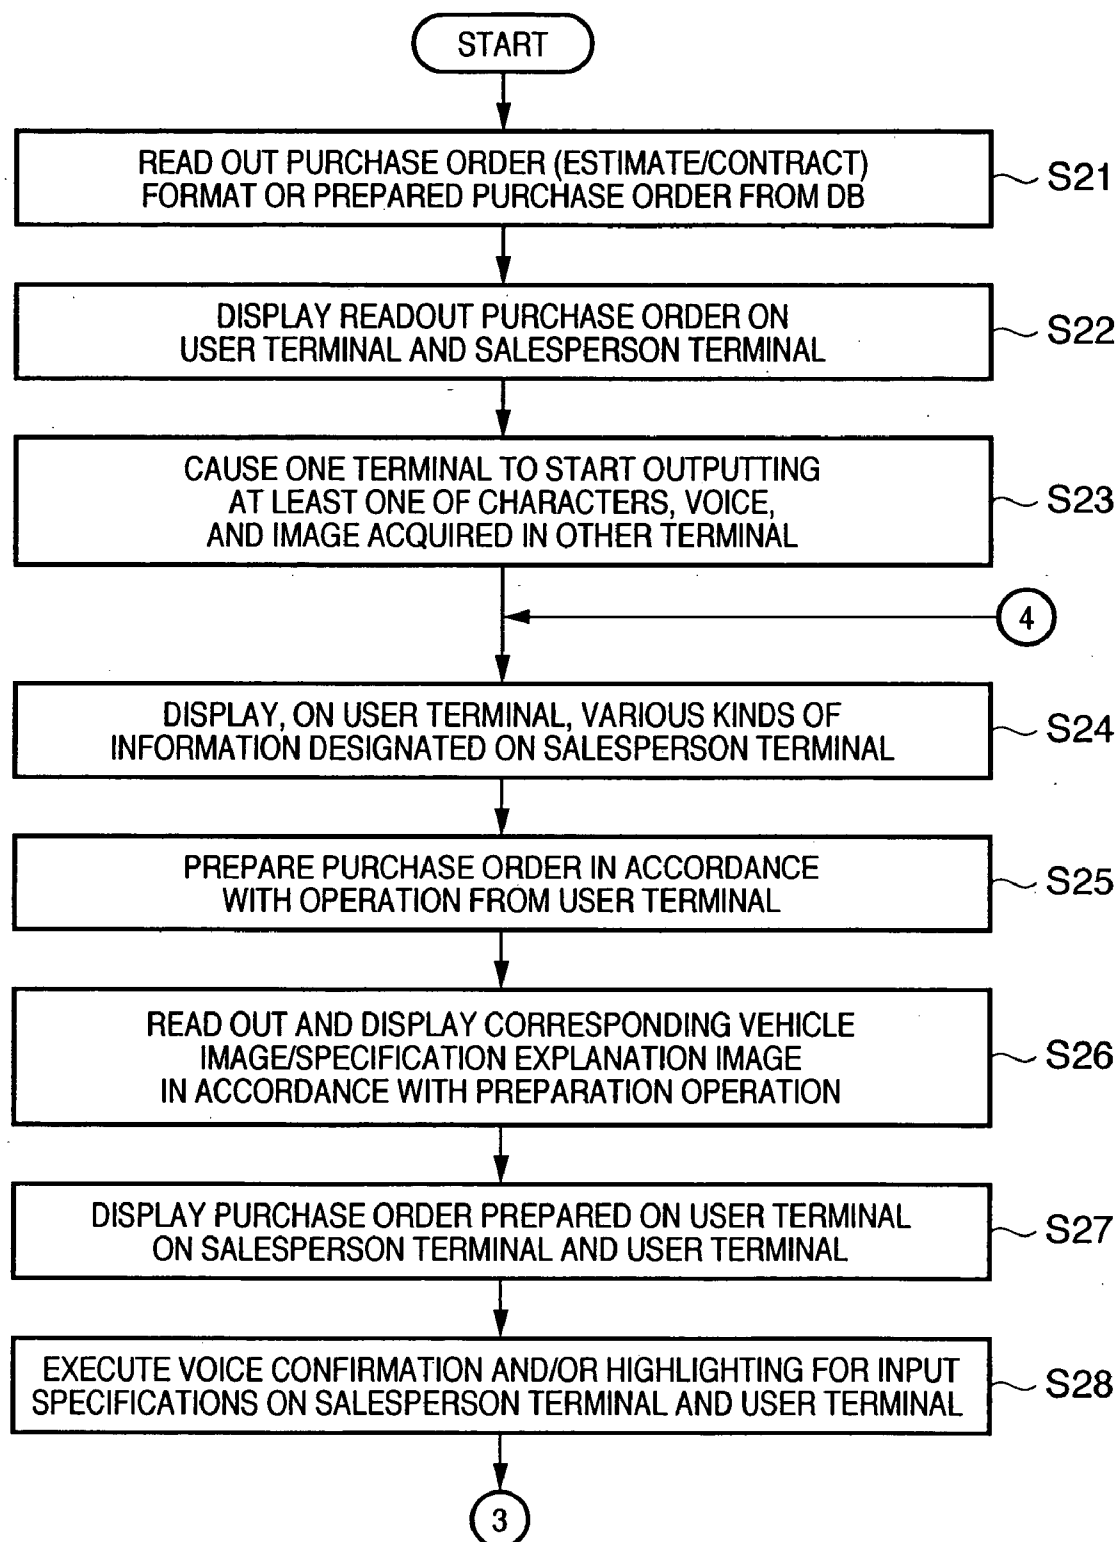 START
READ OUT PURCHASE ORDER (ESTIMATE/CONTRACT)
FORMAT OR PREPARED PURCHASE ORDER FROM DB
S21
DISPLAY READOUT PURCHASE ORDER ON
USER TERMINAL AND SALESPERSON TERMINAL
S22
CAUSE ONE TERMINAL TO START OUTPUTTING
AT LEAST ONE OF CHARACTERS, VOICE,
AND IMAGE ACQUIRED IN OTHER TERMINAL
S23
4
DISPLAY, ON USER TERMINAL, VARIOUS KINDS OF
INFORMATION DESIGNATED ON SALESPERSON TERMINAL
S24
PREPARE PURCHASE ORDER IN ACCORDANCE
WITH OPERATION FROM USER TERMINAL
S25
READ OUT AND DISPLAY CORRESPONDING VEHICLE
IMAGE/SPECIFICATION EXPLANATION IMAGE
IN ACCORDANCE WITH PREPARATION OPERATION
S26
DISPLAY PURCHASE ORDER PREPARED ON USER TERMINAL
ON SALESPERSON TERMINAL AND USER TERMINAL
S27
EXECUTE VOICE CONFIRMATION AND/OR HIGHLIGHTING FOR INPUT
SPECIFICATIONS ON SALESPERSON TERMINAL AND USER TERMINAL
S28
3